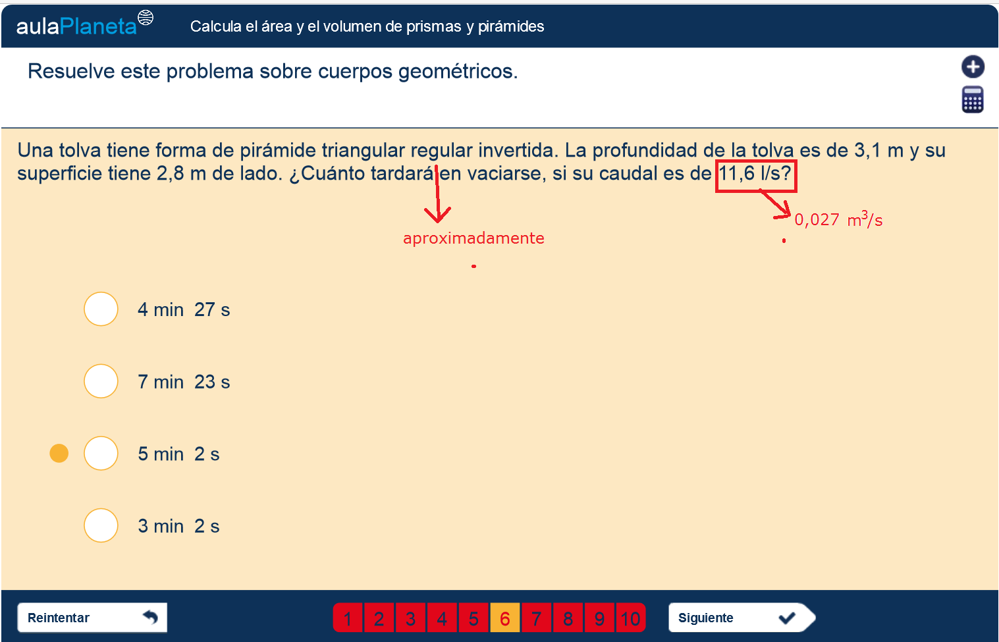 aulaPlaneta
Calcula el área y el volumen de prismas y pirámides
Resuelve este problema sobre cuerpos geométricos.
Una tolva tiene forma de pirámide triangular regular invertida. La profundidad de la tolva es de 3,1 m y su
superficie tiene 2,8 m de lado. ¿Cuánto tardará en vaciarse, si su caudal es de 11,6 l/s?
0,027 m³/s
aproximadamente
4 min 27 s
7 min 23 s
5 min 2 s
3 min 2 s
Reintentar
1 2 3 4 5 6 7 8 9 10
Siguiente